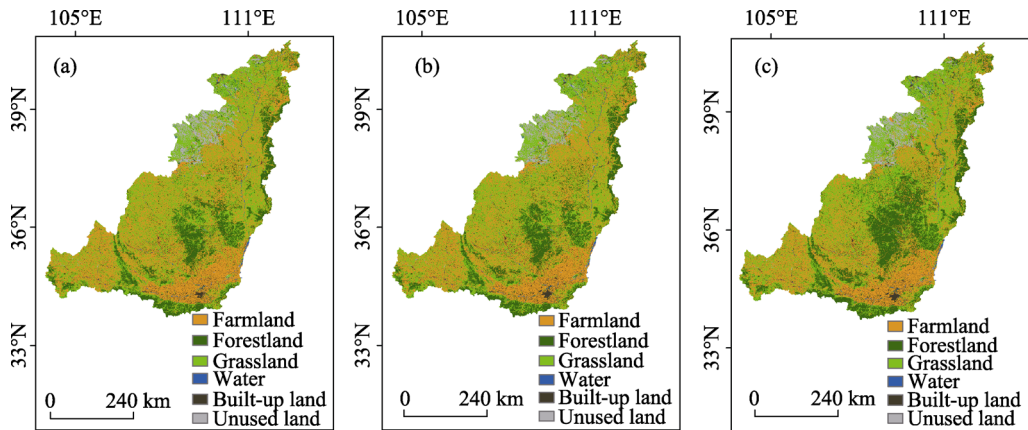 105°E 111°E
(a)
39°N
36°N
33°N
Farmland
Forestland
Grassland
Water
Built-up land
Unused land
0 240 km
105°E 111°E
(b)
39°N
36°N
33°N
Farmland
Forestland
Grassland
Water
Built-up land
Unused land
0 240 km
105°E 111°E
(c)
39°N
36°N
33°N
Farmland
Forestland
Grassland
Water
Built-up land
Unused land
0 240 km